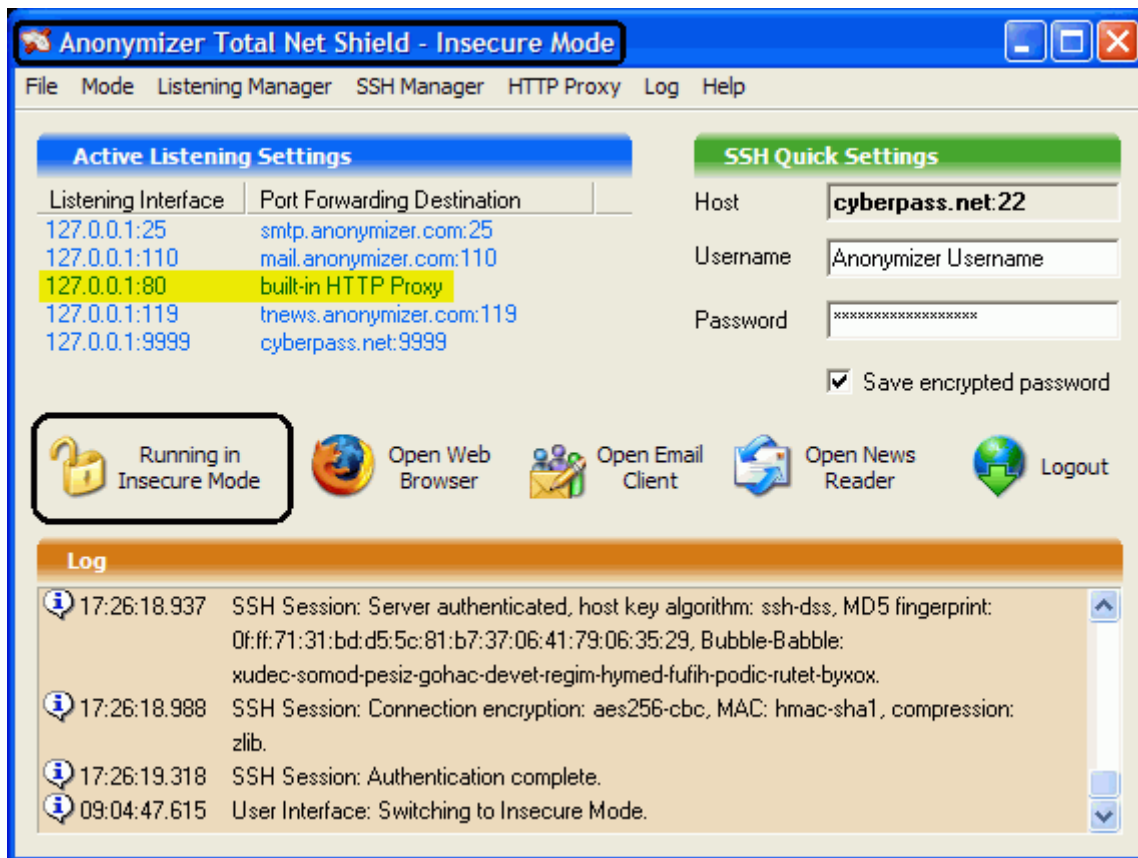 Anonymizer Total Net Shield - Insecure Mode
File Mode Listening Manager SSH Manager HTTP Proxy Log Help
Active Listening Settings
Listening Interface Port Forwarding Destination
127.0.0.1:25 smtp.anonymizer.com:25
127.0.0.1:110 mail.anonymizer.com:110
127.0.0.1:80 built-in HTTP Proxy
127.0.0.1:119 tnews.anonymizer.com:119
127.0.0.1:9999 cyberpass.net:9999
SSH Quick Settings
Host cyberpass.net:22
Username Anonymizer Username
Password ******************
Save encrypted password
Running in
Insecure Mode
Open Web
Browser
Open Email
Client
Open News
Reader
Logout
Log
17:26:18.937 SSH Session: Server authenticated, host key algorithm: ssh-dss, MD5 fingerprint:
0f:ff:71:31:bd:d5:5c:81:b7:37:06:41:79:06:35:29, Bubble-Babble:
xudec-somod-pesiz-gohac-devet-regim-hymed-fufih-podic-rutet-byxox.
17:26:18.988 SSH Session: Connection encryption: aes256-cbc, MAC: hmac-sha1, compression:
zlib.
17:26:19.318 SSH Session: Authentication complete.
09:04:47.615 User Interface: Switching to Insecure Mode.